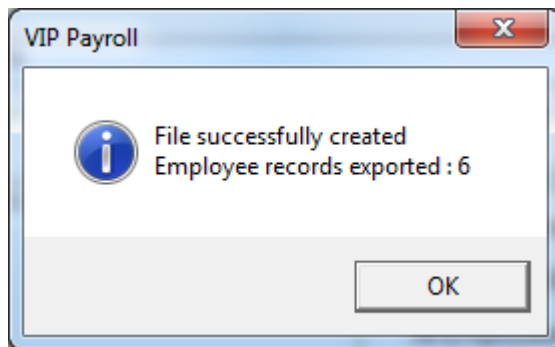 VIP Payroll
File successfully created
Employee records exported : 6
OK